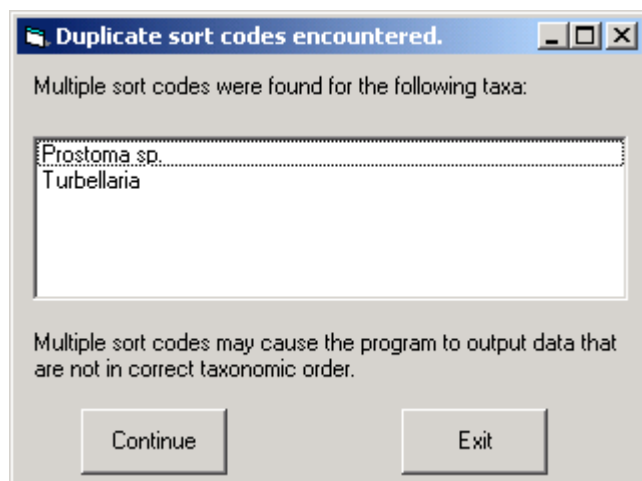 Duplicate sort codes encountered.
Multiple sort codes were found for the following taxa:
Prostoma sp.
Turbellaria
Multiple sort codes may cause the program to output data that
are not in correct taxonomic order.
Continue
Exit